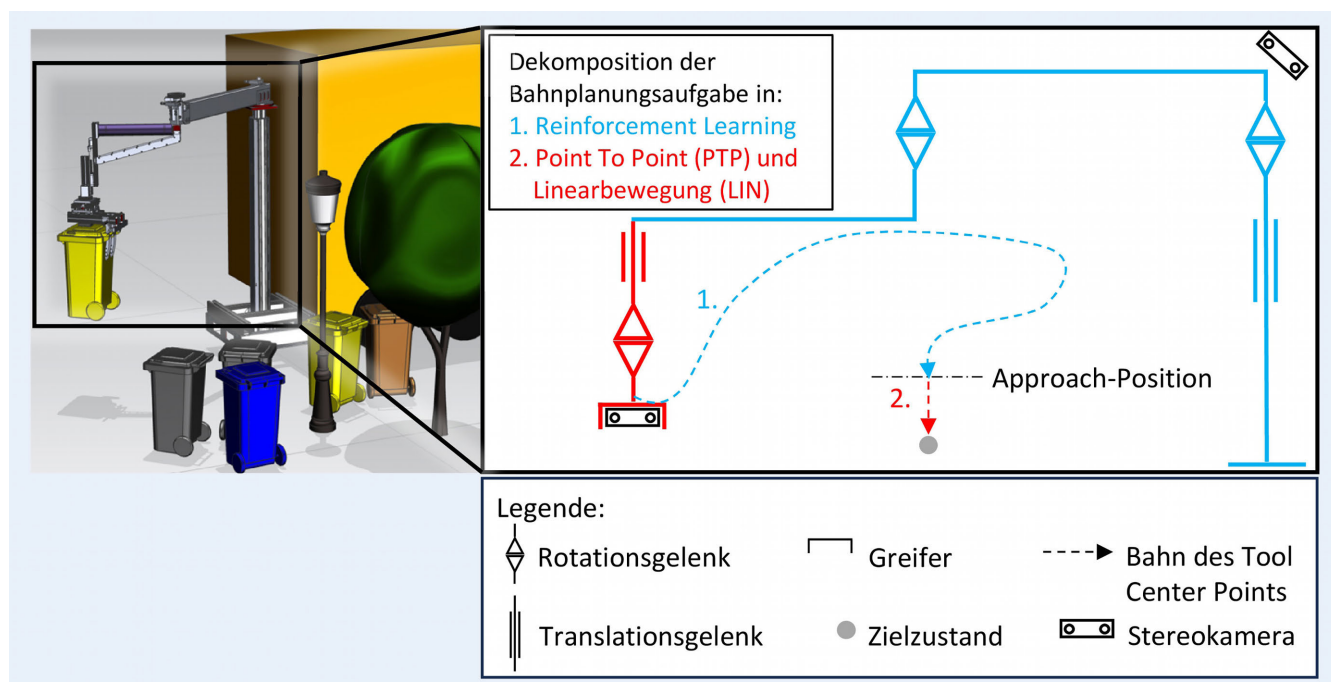 Dekomposition der
Bahnplanungsaufgabe in:
1. Reinforcement Learning
2. Point To Point (PTP) und
Linearbewegung (LIN)
1.
Approach-Position
2.
Legende:
Rotationsgelenk
Greifer
Bahn des Tool
Center Points
Translationsgelenk
Zielzustand
Stereokamera